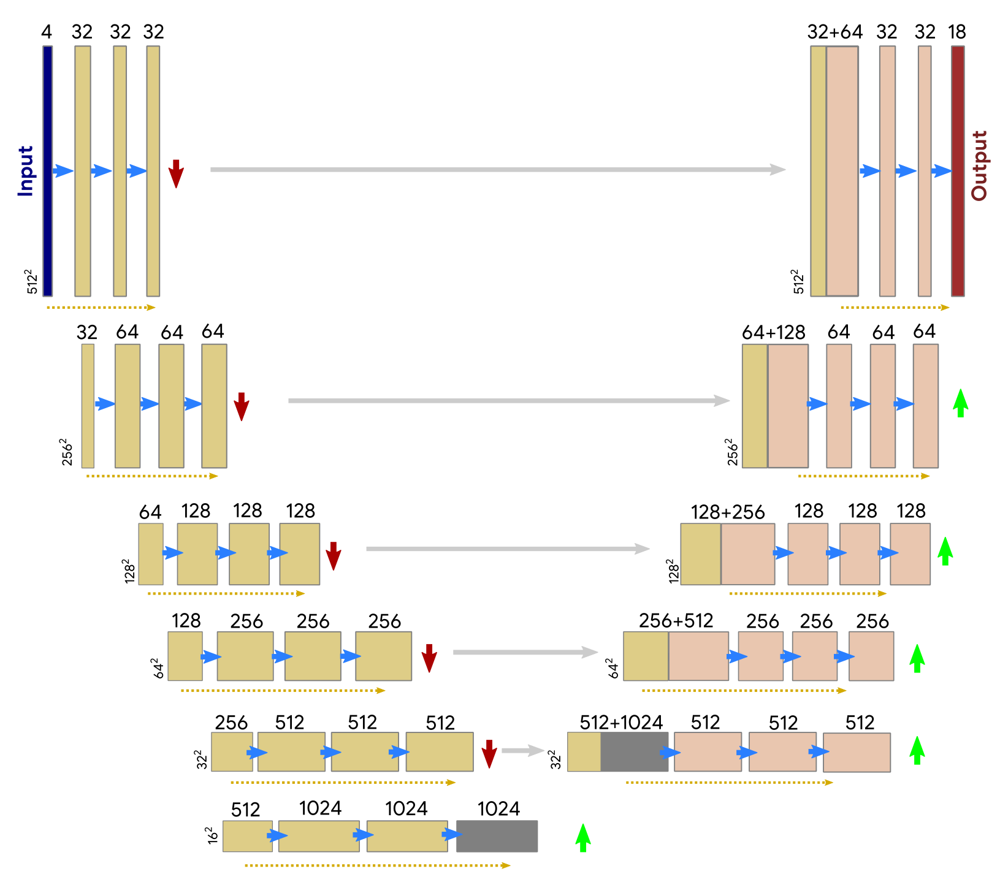 4 32 32 32
32+64 32 32 18
Input
Output
512²
512²
32 64 64 64
64+128 64 64 64
256²
256²
64 128 128 128
128+256 128 128 128
128²
128²
128 256 256 256
256+512 256 256 256
64²
64²
256 512 512 512
512+1024 512 512 512
32²
32²
512 1024 1024 1024
16²